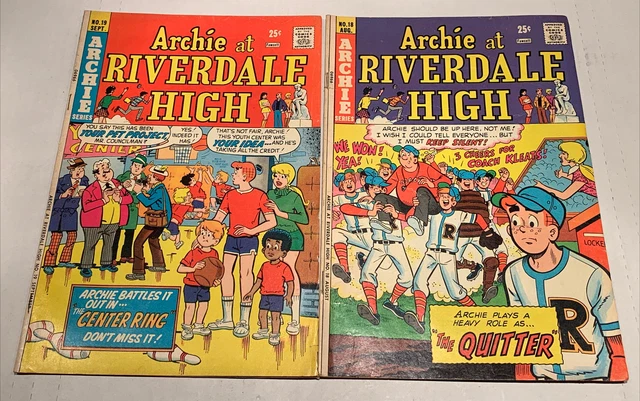 NO. 19
SEPT.
25¢
ARCHIE
SERIES
Archie at
RIVERDALE
HIGH
YOU SAY THIS HAS BEEN
YOUR PET PROJECT,
MR. COUNCILMAN?
YES!
INDEED IT
HAS!
THAT'S NOT FAIR, ARCHIE!
THIS YOUTH CENTER WAS
YOUR IDEA--- AND HE'S
TAKING ALL THE CREDIT!
ARCHIE BATTLES IT
OUT IN...
"THE CENTER RING"
DON'T MISS IT!
NO. 18
AUG.
25¢
ARCHIE
SERIES
Archie at
RIVERDALE
HIGH
ARCHIE SHOULD BE UP HERE, NOT ME!
I WISH I COULD TELL EVERYONE... BUT
I MUST KEEP SILENT!
WE WON!
YEA!
3 CHEERS FOR
COACH KLEATS!
R
LOCKE
R
ARCHIE PLAYS A
HEAVY ROLE AS...
"THE QUITTER"